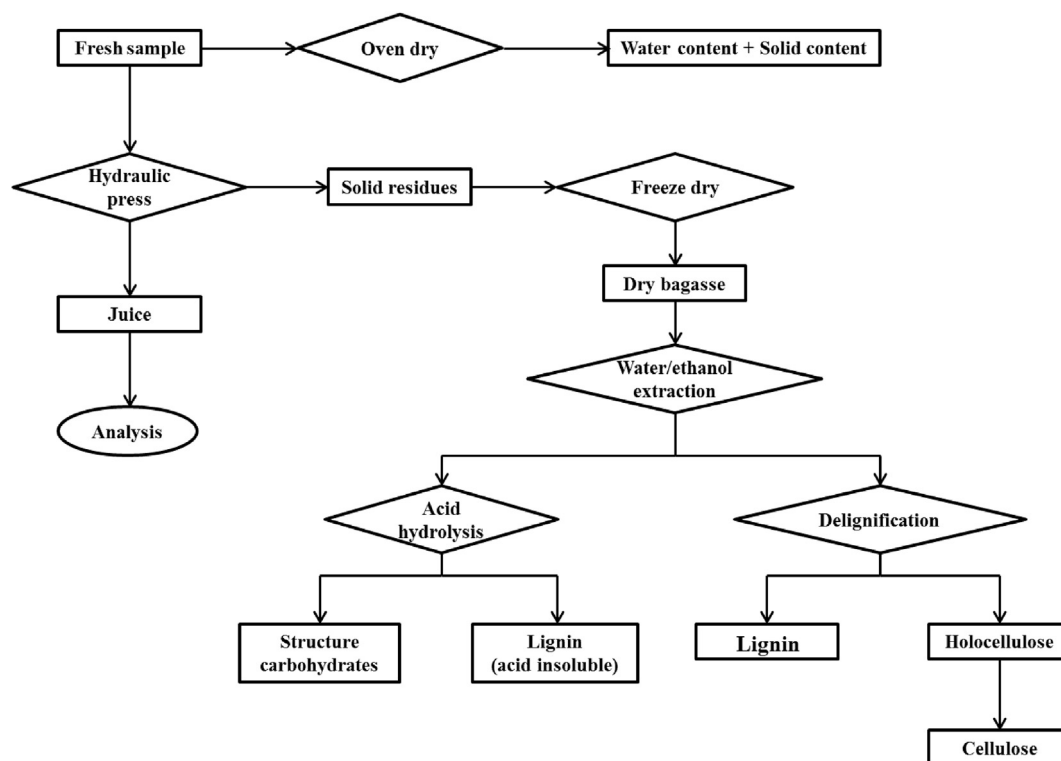 Fresh sample
Oven dry
Water content + Solid content
Hydraulic
press
Solid residues
Freeze dry
Dry bagasse
Juice
Water/ethanol
extraction
Analysis
Acid
hydrolysis
Delignification
Structure
carbohydrates
Lignin
(acid insoluble)
Lignin
Holocellulose
Cellulose